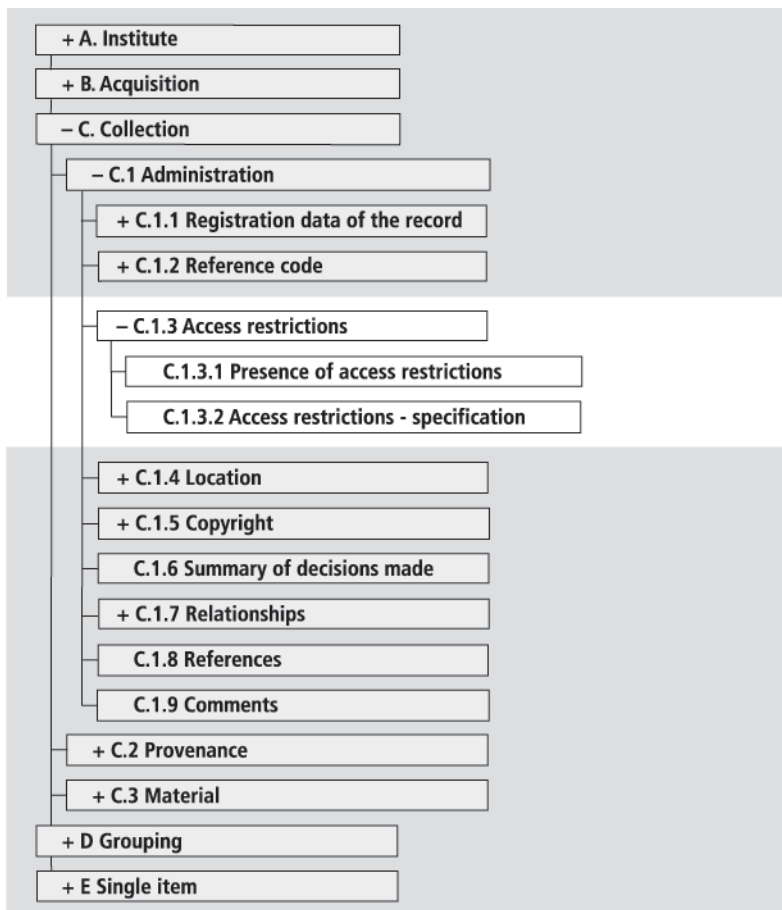 + A. Institute
+ B. Acquisition
– C. Collection
– C.1 Administration
+ C.1.1 Registration data of the record
+ C.1.2 Reference code
– C.1.3 Access restrictions
C.1.3.1 Presence of access restrictions
C.1.3.2 Access restrictions - specification
+ C.1.4 Location
+ C.1.5 Copyright
C.1.6 Summary of decisions made
+ C.1.7 Relationships
C.1.8 References
C.1.9 Comments
+ C.2 Provenance
+ C.3 Material
+ D Grouping
+ E Single item